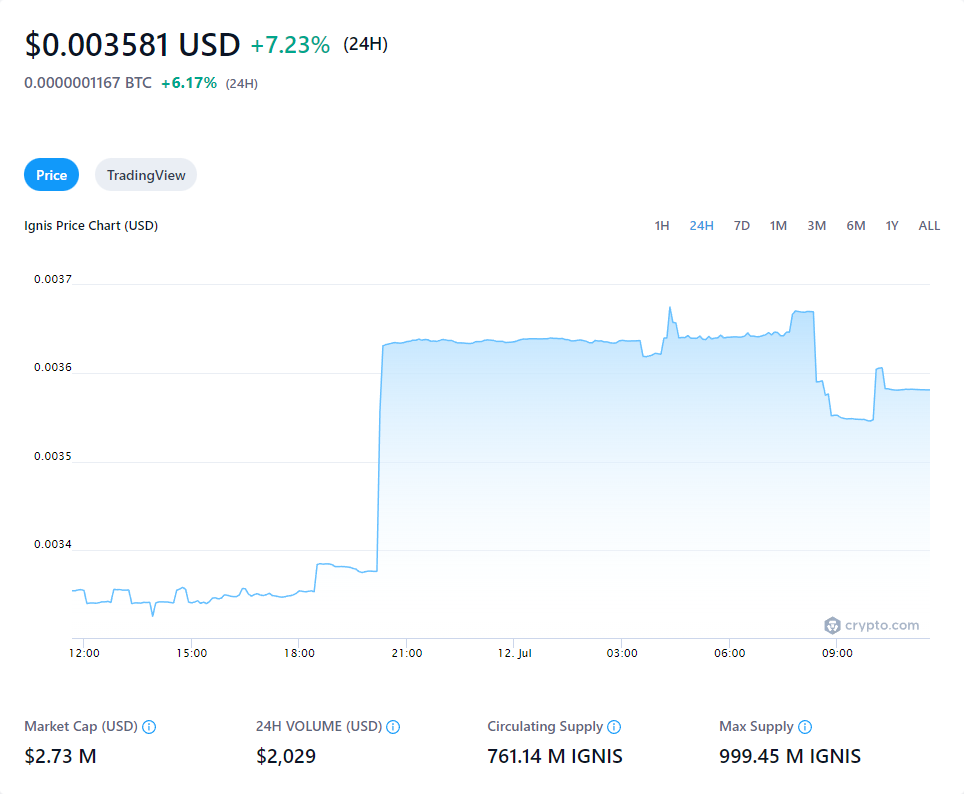 $0.003581 USD +7.23% (24H)
0.0000001167 BTC +6.17% (24H)
Price TradingView
Ignis Price Chart (USD) 1H 24H 7D 1M 3M 6M 1Y ALL
0.0037
0.0036
0.0035
0.0034
crypto.com
12:00 15:00 18:00 21:00 12. Jul 03:00 06:00 09:00
Market Cap (USD) 24H VOLUME (USD) Circulating Supply Max Supply
$2.73 M $2,029 761.14 M IGNIS 999.45 M IGNIS